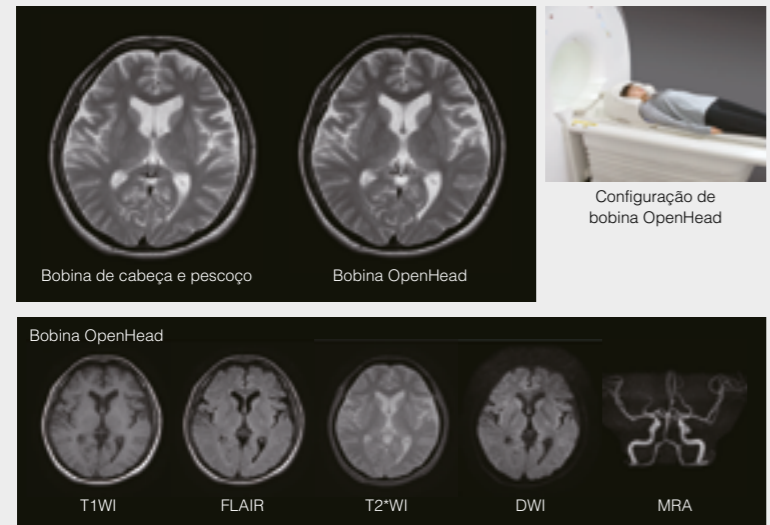 Bobina de cabeça e pescoço
Bobina OpenHead
Configuração de
bobina OpenHead
Bobina OpenHead
T1WI
FLAIR
T2*WI
DWI
MRA